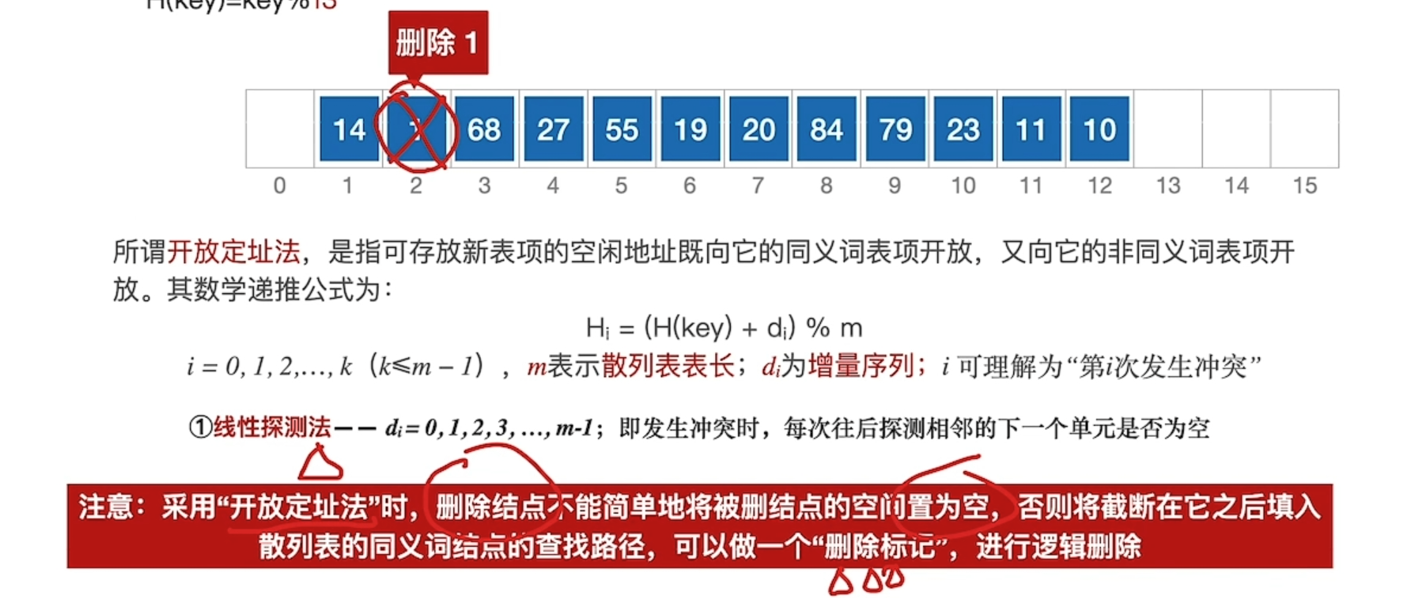 H(key)=key%13
删除 1
14 68 27 55 19 20 84 79 23 11 10
0 1 2 3 4 5 6 7 8 9 10 11 12 13 14 15
所谓开放定址法，是指可存放新表项的空闲地址既向它的同义词表项开放，又向它的非同义词表项开
放。其数学递推公式为：
Hᵢ = (H(key) + dᵢ) % m
i = 0, 1, 2,…, k（k≤m − 1），m表示散列表表长；dᵢ为增量序列；i 可理解为“第i次发生冲突”
①线性探测法—— dᵢ= 0, 1, 2, 3, …, m-1；即发生冲突时，每次往后探测相邻的下一个单元是否为空
注意：采用“开放定址法”时，删除结点不能简单地将被删结点的空间置为空，否则将截断在它之后填入
散列表的同义词结点的查找路径，可以做一个“删除标记”，进行逻辑删除